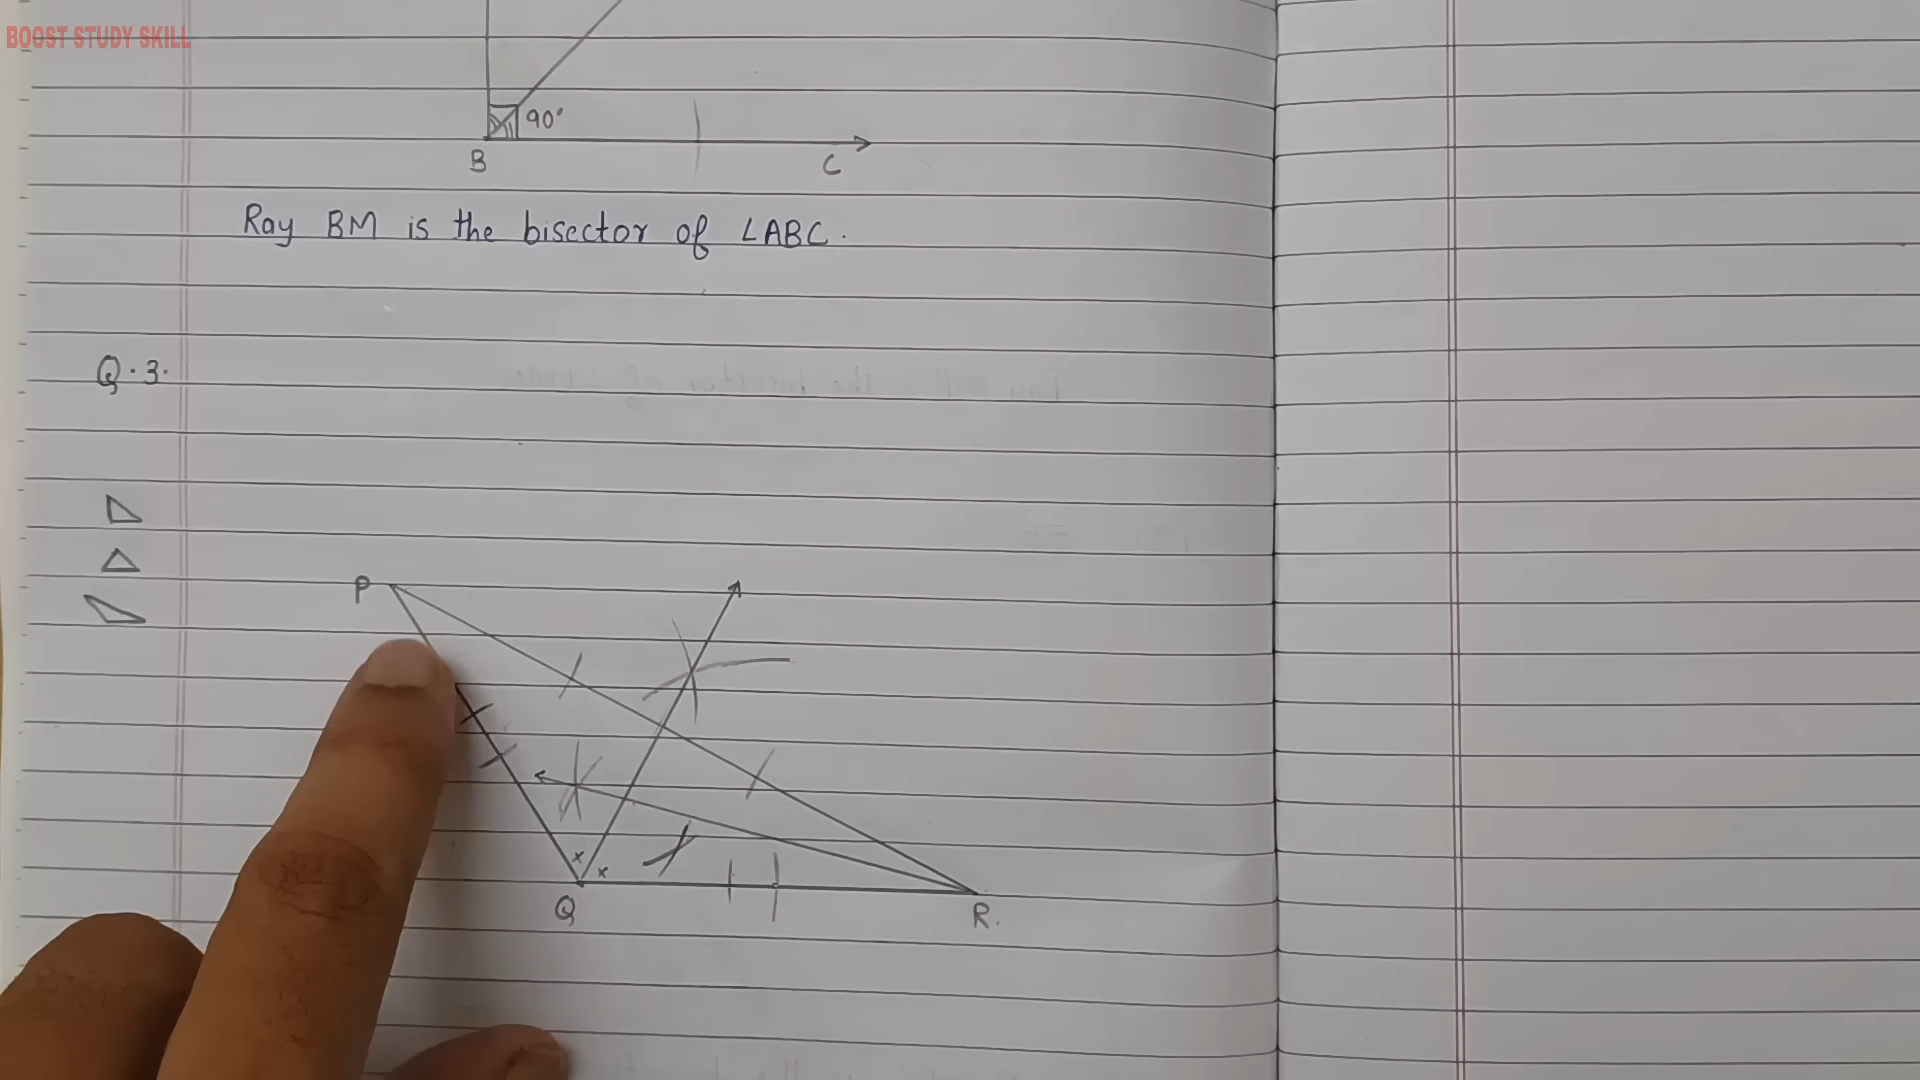 BOOST STUDY SKILL
90°
B
C
Ray BM is the bisector of ∠ABC.
Q.3.
P
x
x
Q
R.